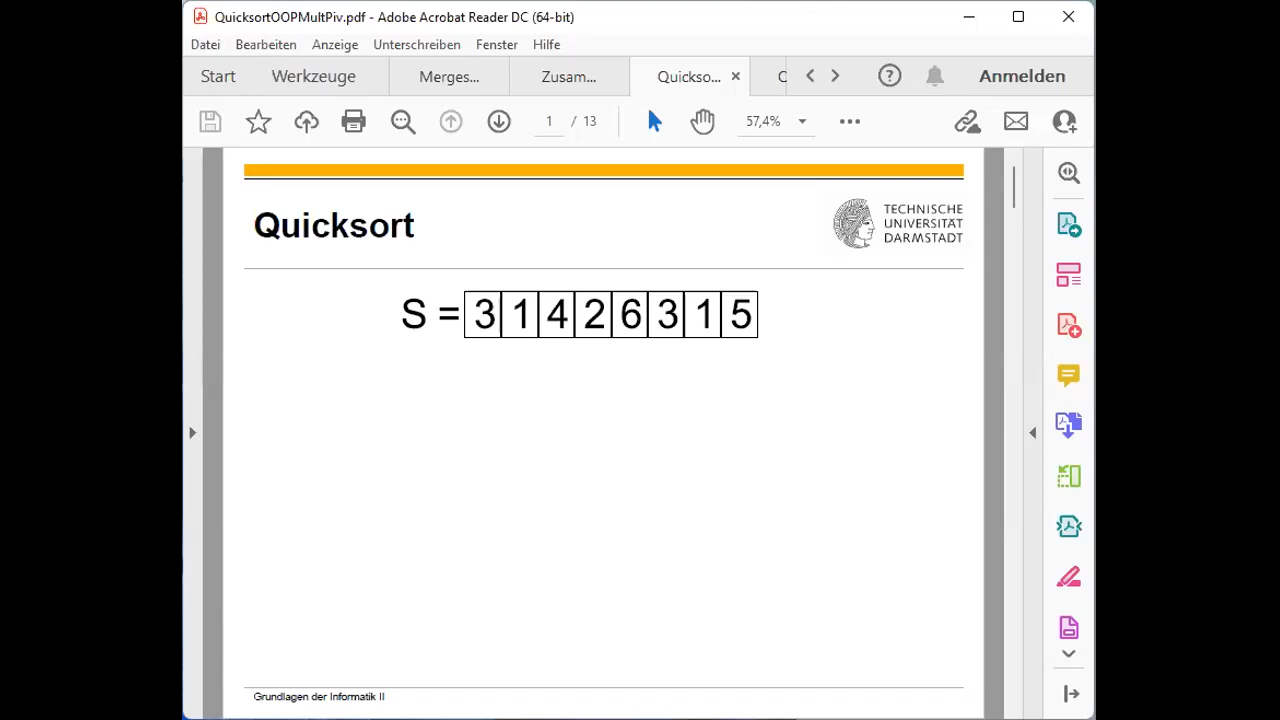 QuicksortOOPMultPiv.pdf - Adobe Acrobat Reader DC (64-bit)
Datei Bearbeiten Anzeige Unterschreiben Fenster Hilfe
Start Werkzeuge Merges... Zusam... Quickso... Anmelden
1 / 13 57,4%
Quicksort
TECHNISCHE
UNIVERSITÄT
DARMSTADT
S = 3 1 4 2 6 3 1 5
Grundlagen der Informatik II